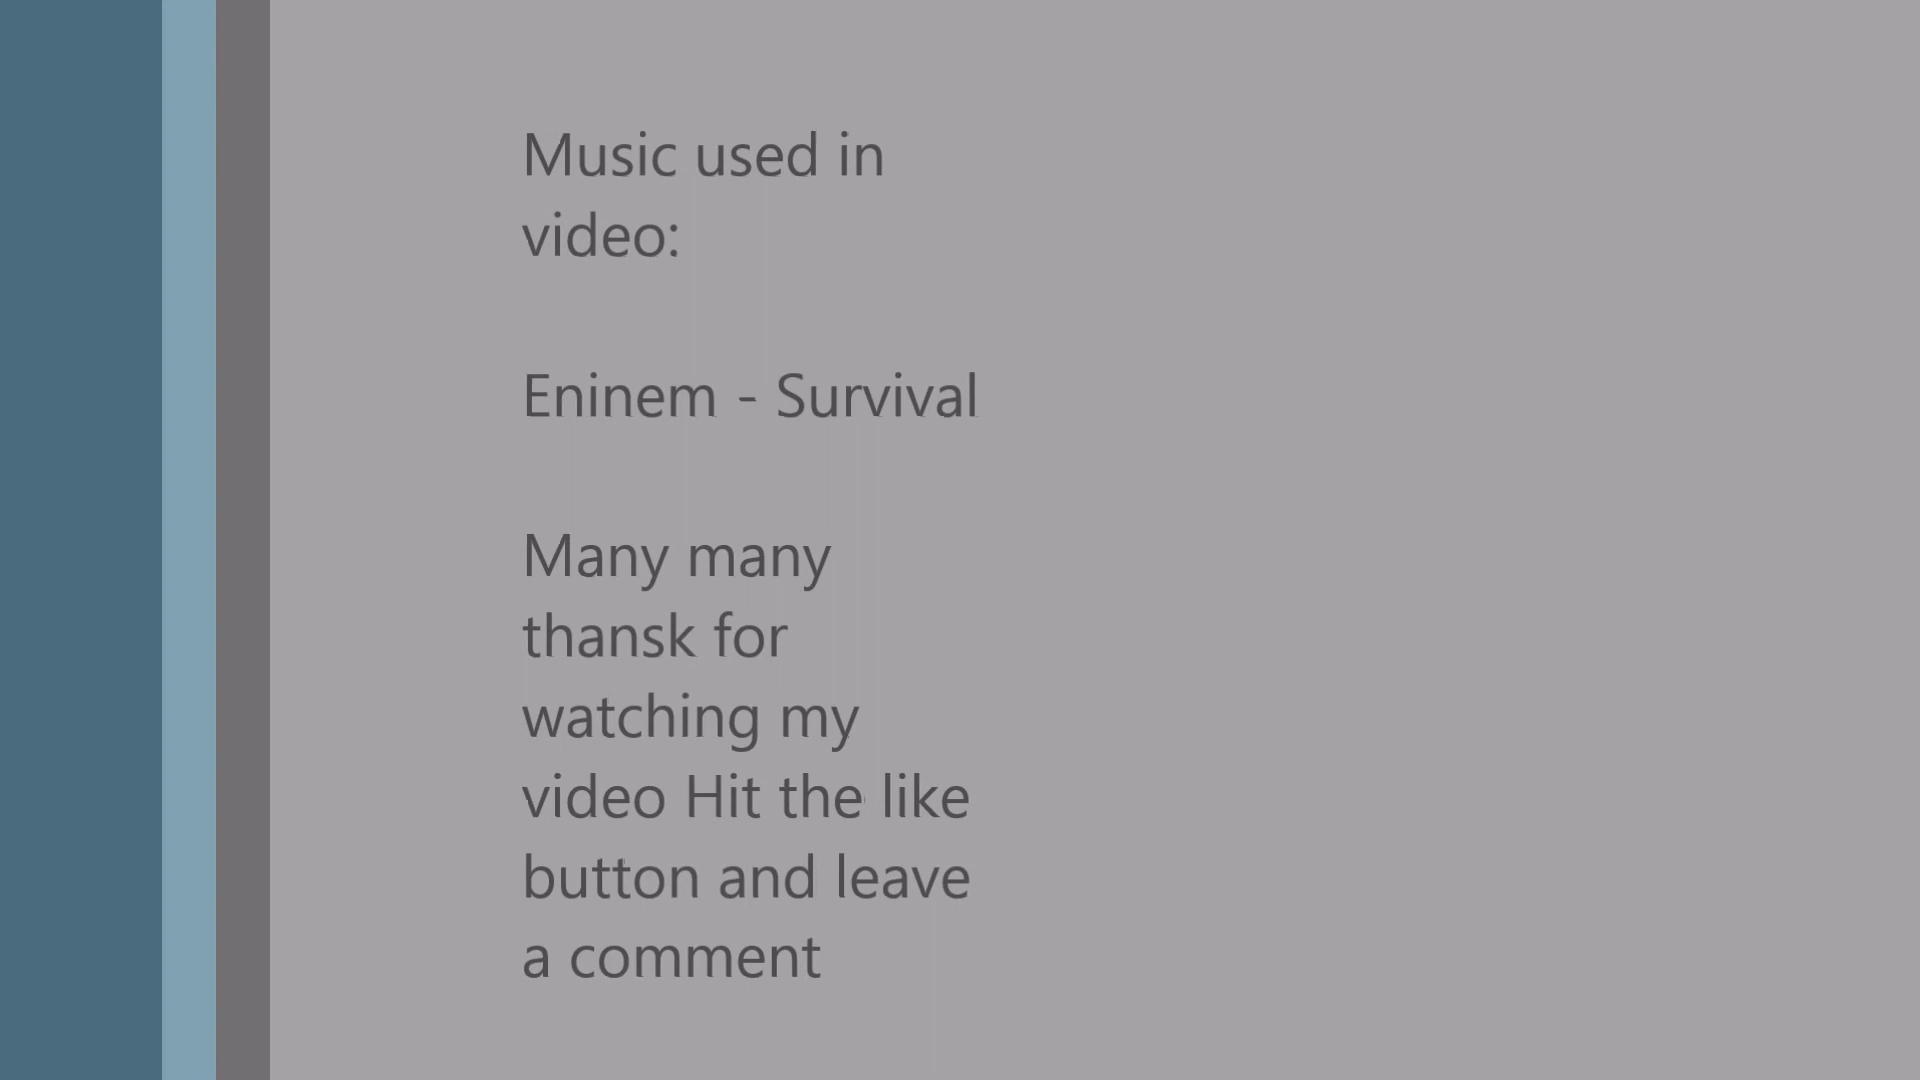 Music used in
video:
Eninem - Survival
Many many
thansk for
watching my
video Hit the like
button and leave
a comment